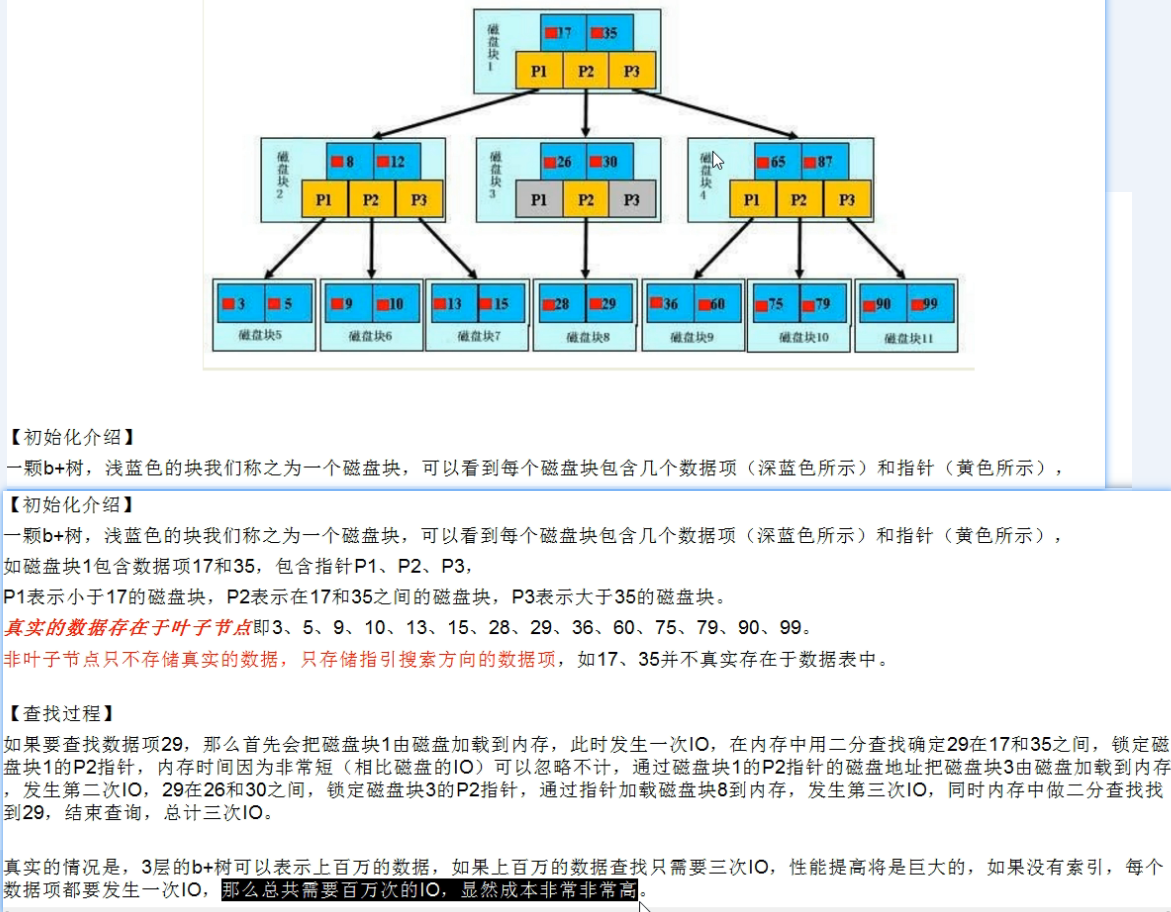 磁盘块1
17 35
P1 P2 P3
磁盘块2
8 12
P1 P2 P3
磁盘块3
26 30
P1 P2 P3
磁盘块4
65 87
P1 P2 P3
3 5
磁盘块5
9 10
磁盘块6
13 15
磁盘块7
28 29
磁盘块8
36 60
磁盘块9
75 79
磁盘块10
90 99
磁盘块11
【初始化介绍】
一颗b+树，浅蓝色的块我们称之为一个磁盘块，可以看到每个磁盘块包含几个数据项（深蓝色所示）和指针（黄色所示），
【初始化介绍】
一颗b+树，浅蓝色的块我们称之为一个磁盘块，可以看到每个磁盘块包含几个数据项（深蓝色所示）和指针（黄色所示），
如磁盘块1包含数据项17和35，包含指针P1、P2、P3，
P1表示小于17的磁盘块，P2表示在17和35之间的磁盘块，P3表示大于35的磁盘块。
真实的数据存在于叶子节点即3、5、9、10、13、15、28、29、36、60、75、79、90、99。
非叶子节点只不存储真实的数据，只存储指引搜索方向的数据项，如17、35并不真实存在于数据表中。
【查找过程】
如果要查找数据项29，那么首先会把磁盘块1由磁盘加载到内存，此时发生一次IO，在内存中用二分查找确定29在17和35之间，锁定磁
盘块1的P2指针，内存时间因为非常短（相比磁盘的IO）可以忽略不计，通过磁盘块1的P2指针的磁盘地址把磁盘块3由磁盘加载到内存
，发生第二次IO，29在26和30之间，锁定磁盘块3的P2指针，通过指针加载磁盘块8到内存，发生第三次IO，同时内存中做二分查找找
到29，结束查询，总计三次IO。
真实的情况是，3层的b+树可以表示上百万的数据，如果上百万的数据查找只需要三次IO，性能提高将是巨大的，如果没有索引，每个
数据项都要发生一次IO，那么总共需要百万次的IO，显然成本非常非常高。